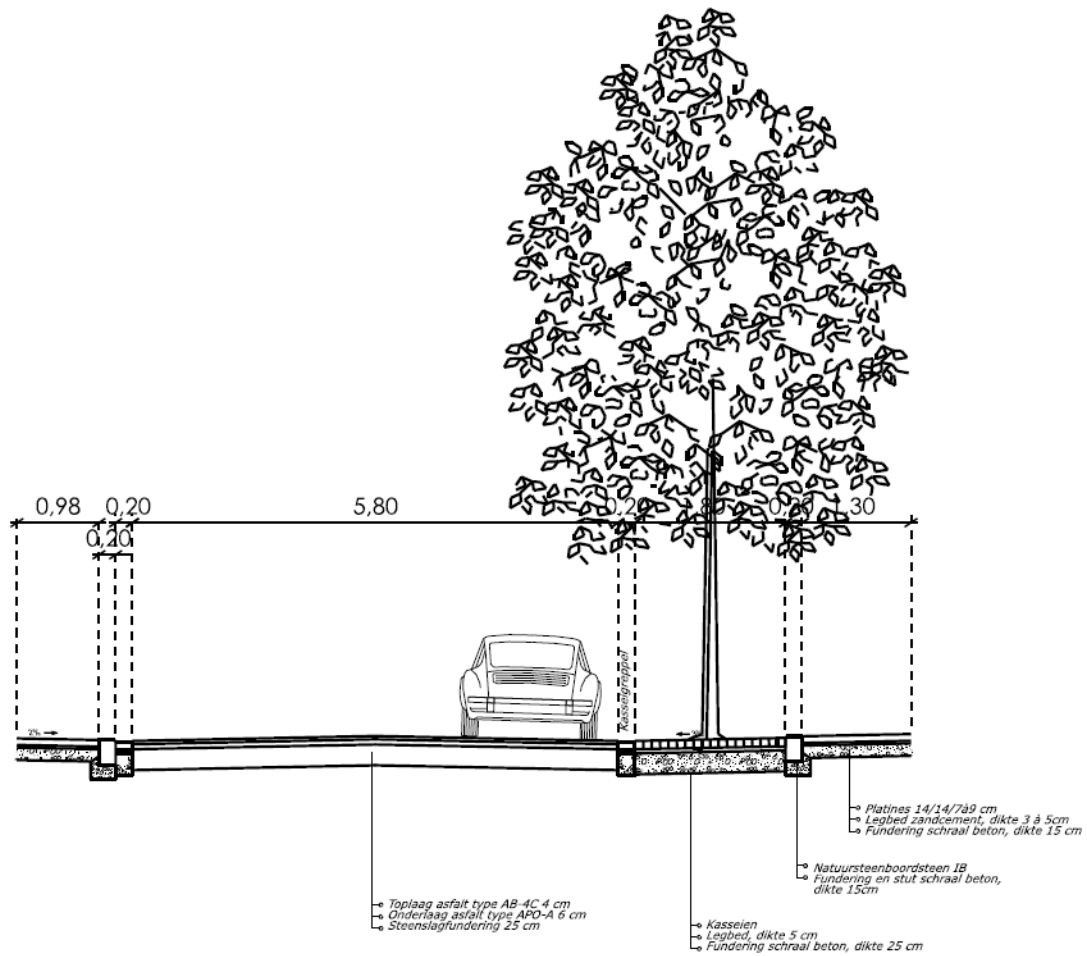 0,98
0,20
5,80
0,20
0,20
Kasseigreppel
2%
Platines 14/14/7à9 cm
Legbed zandcement, dikte 3 à 5cm
Fundering schraal beton, dikte 15 cm
Natuursteenboordsteen IB
Fundering en stut schraal beton,
dikte 15cm
Toplaag asfalt type AB-4C 4 cm
Onderlaag asfalt type APO-A 6 cm
Steenslagfundering 25 cm
Kasseien
Legbed, dikte 5 cm
Fundering schraal beton, dikte 25 cm